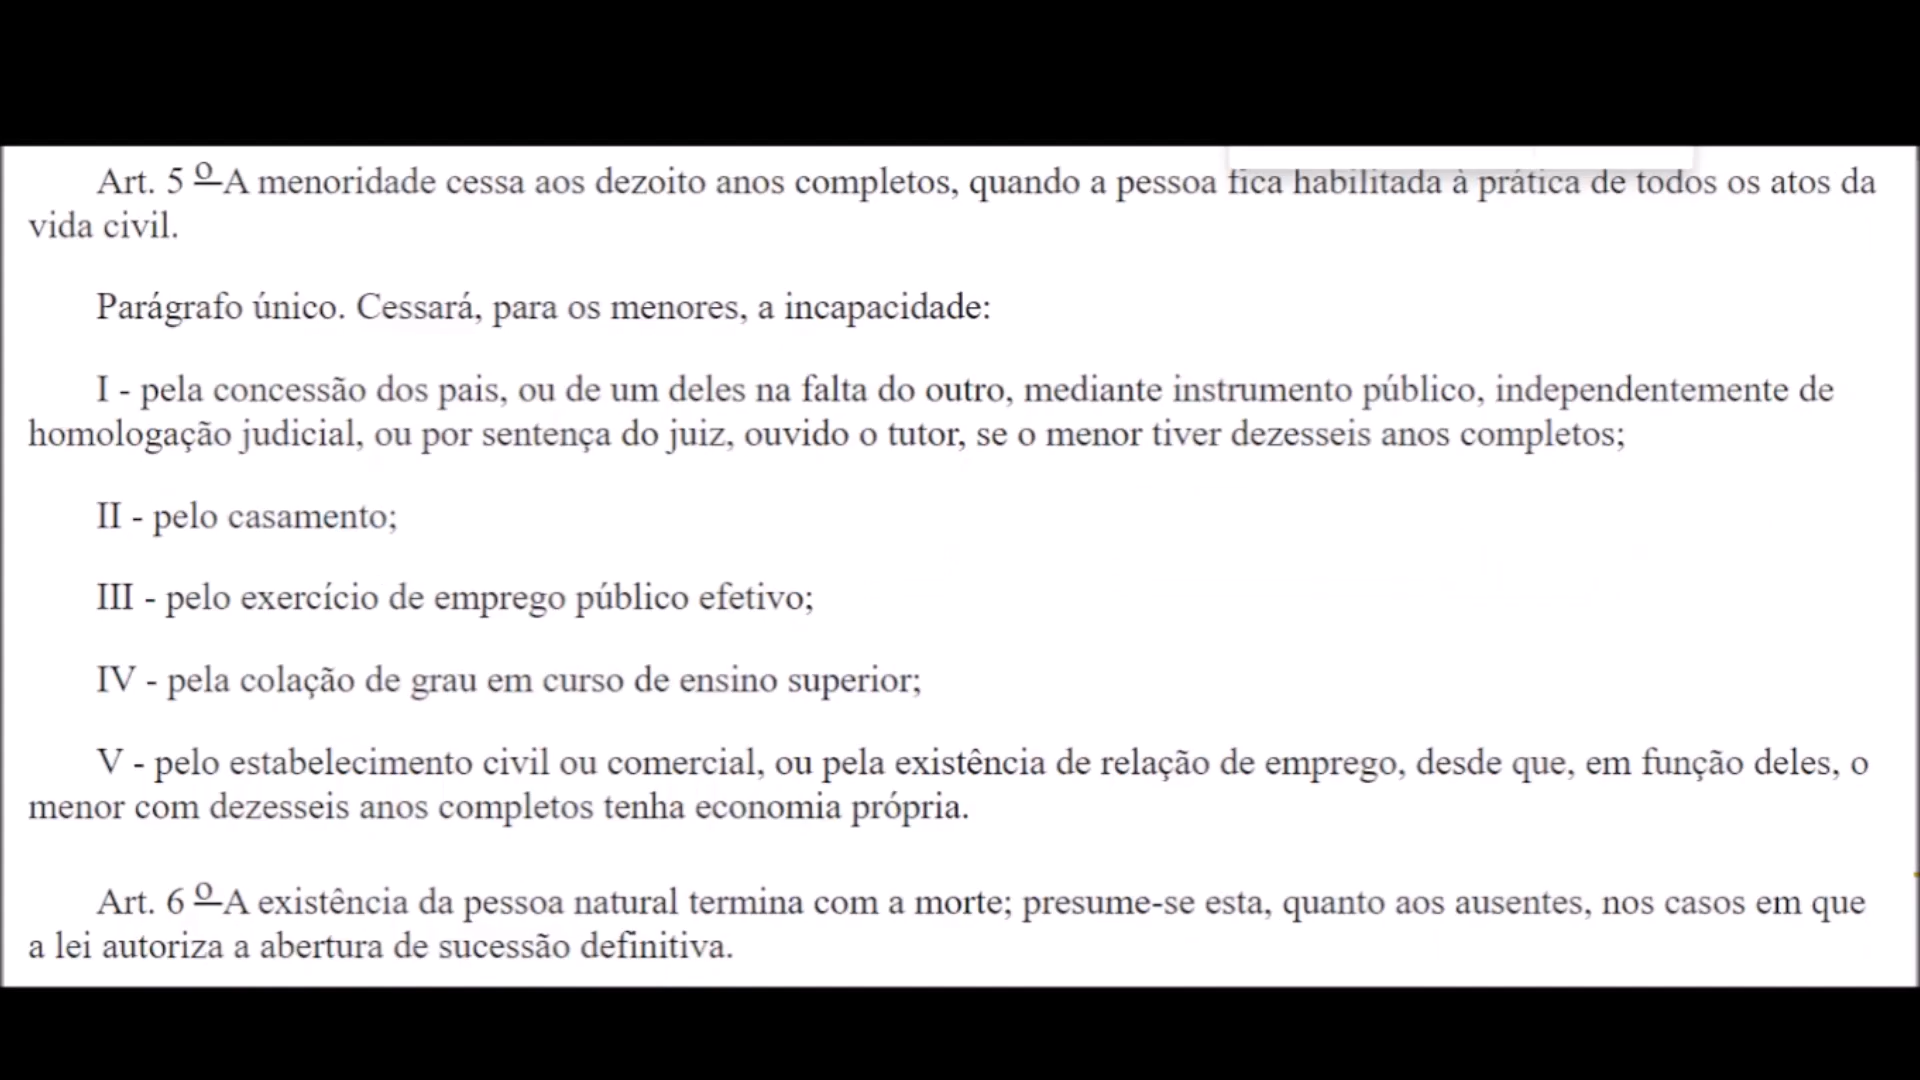 Art. 5 º A menoridade cessa aos dezoito anos completos, quando a pessoa fica habilitada à prática de todos os atos da
vida civil.
Parágrafo único. Cessará, para os menores, a incapacidade:
I - pela concessão dos pais, ou de um deles na falta do outro, mediante instrumento público, independentemente de
homologação judicial, ou por sentença do juiz, ouvido o tutor, se o menor tiver dezesseis anos completos;
II - pelo casamento;
III - pelo exercício de emprego público efetivo;
IV - pela colação de grau em curso de ensino superior;
V - pelo estabelecimento civil ou comercial, ou pela existência de relação de emprego, desde que, em função deles, o
menor com dezesseis anos completos tenha economia própria.
Art. 6 º A existência da pessoa natural termina com a morte; presume-se esta, quanto aos ausentes, nos casos em que
a lei autoriza a abertura de sucessão definitiva.